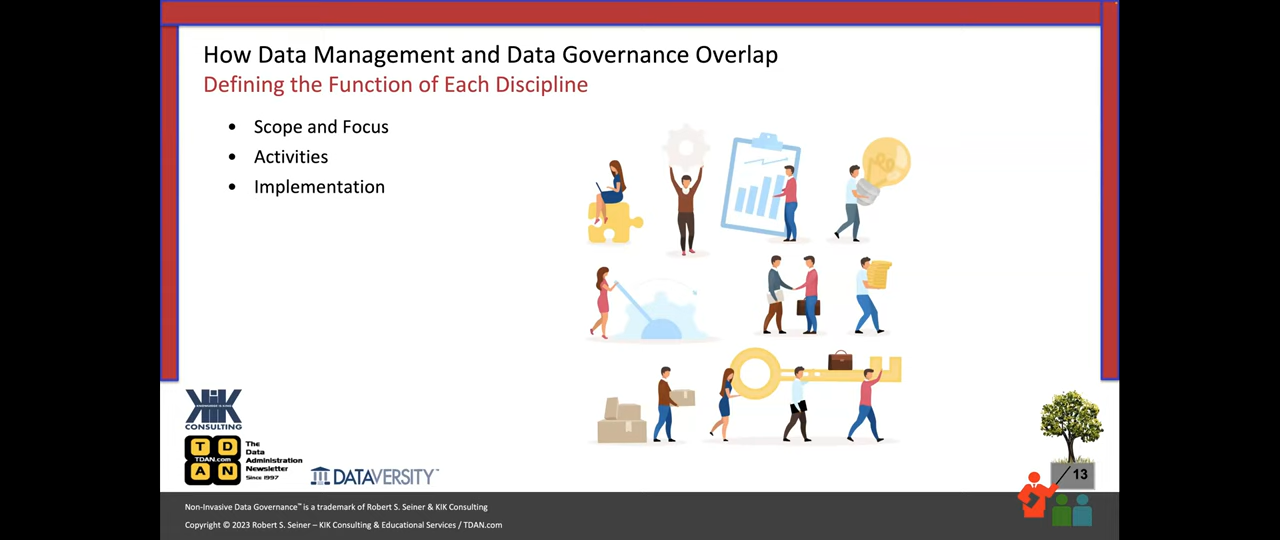 How Data Management and Data Governance Overlap
Defining the Function of Each Discipline
• Scope and Focus
• Activities
• Implementation
KIK
CONSULTING
T D
TDAN.com
A N
The
Data
Administration
Newsletter
Since 1997
DATAVERSITY™
13
Non-Invasive Data Governance™ is a trademark of Robert S. Seiner & KIK Consulting
Copyright © 2023 Robert S. Seiner – KIK Consulting & Educational Services / TDAN.com